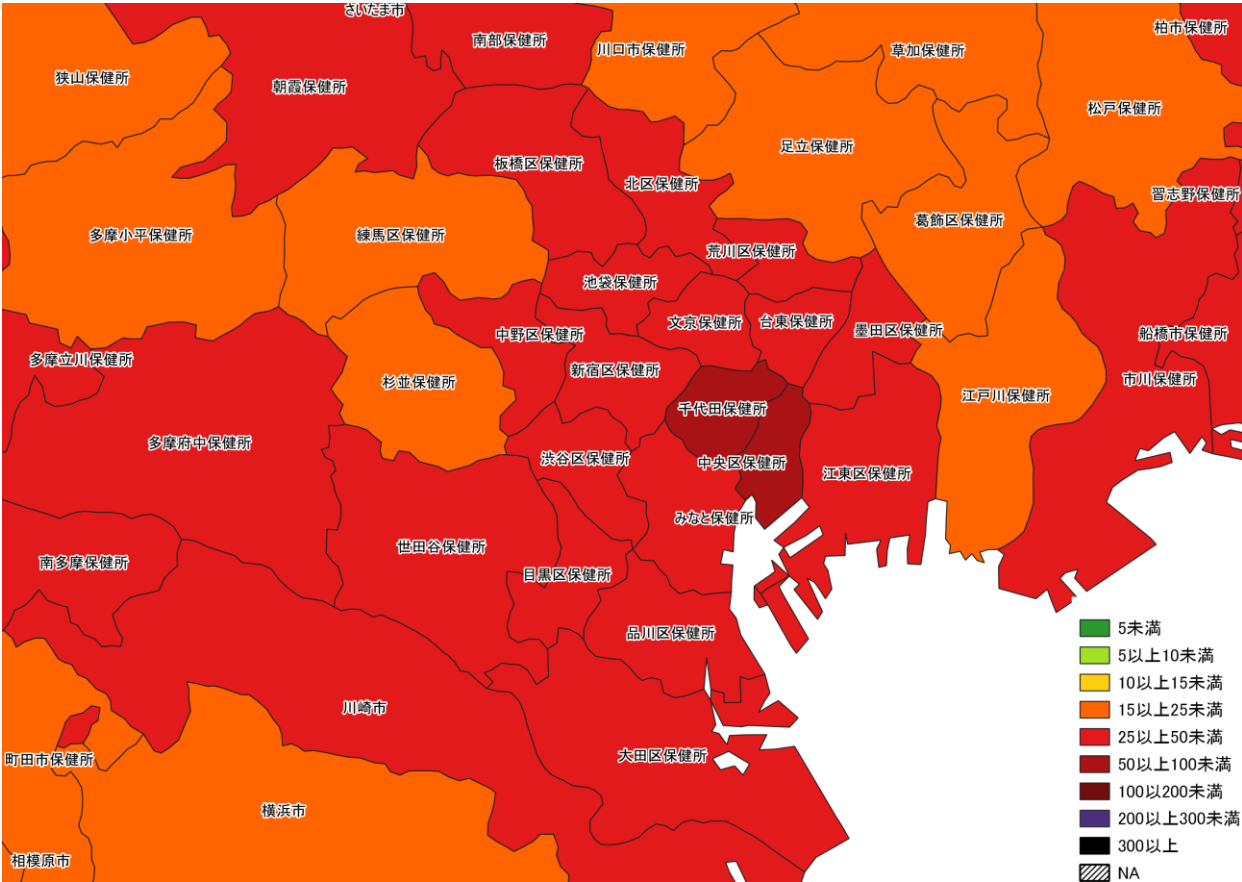 さいたま市
柏市保健所
南部保健所
川口市保健所
草加保健所
狭山保健所
朝霞保健所
松戸保健所
足立保健所
板橋区保健所
北区保健所
習志野保健所
葛飾区保健所
多摩小平保健所
練馬区保健所
荒川区保健所
池袋保健所
文京保健所
台東保健所
墨田区保健所
船橋市保健所
中野区保健所
多摩立川保健所
新宿区保健所
市川保健所
杉並保健所
江戸川保健所
千代田保健所
多摩府中保健所
渋谷区保健所
中央区保健所
江東区保健所
みなと保健所
世田谷保健所
南多摩保健所
目黒区保健所
品川区保健所
川崎市
大田区保健所
町田市保健所
横浜市
相模原市
5未満
5以上10未満
10以上15未満
15以上25未満
25以上50未満
50以上100未満
100以200未満
200以上300未満
300以上
NA